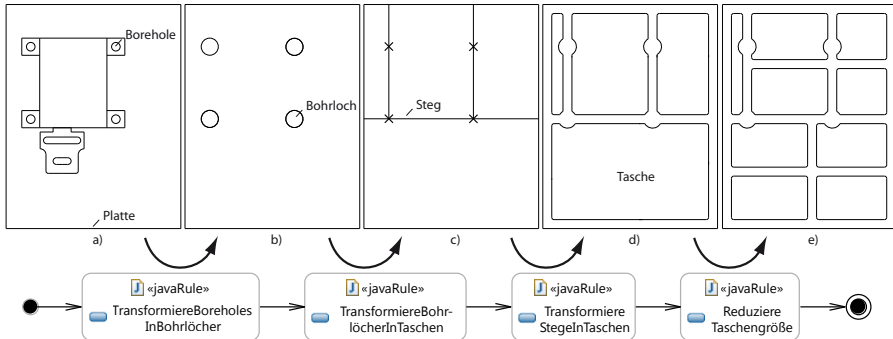 Borehole
Platte
a)
Bohrloch
b)
Steg
c)
Tasche
d)
e)
«javaRule»
TransformiereBoreholes
InBohrlöcher
«javaRule»
TransformiereBohr-
löcherInTaschen
«javaRule»
Transformiere
StegeInTaschen
«javaRule»
Reduziere
Taschengröße